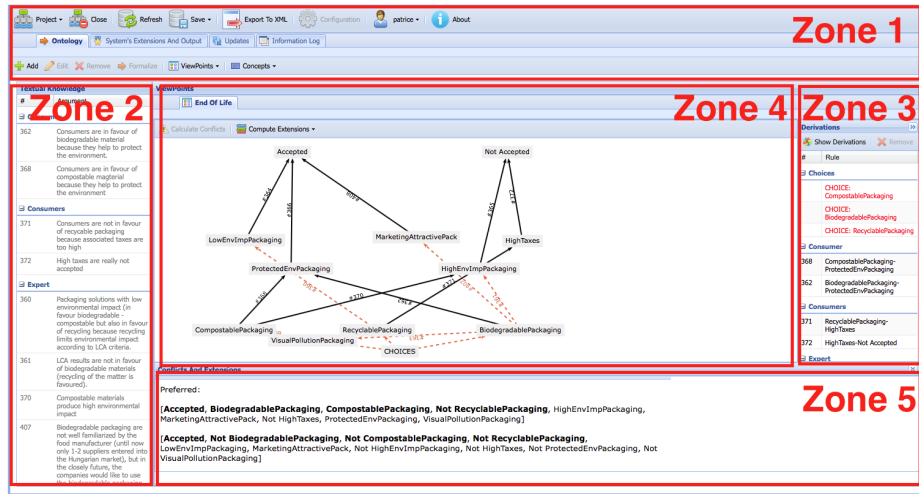 Project Close Refresh Save Export To XML Configuration patrice About
Zone 1
Ontology System's Extensions And Output Updates Information Log
Add Edit Remove Formalize ViewPoints Concepts
Textual Knowledge
# Argument
Zone 2
362 Consumers are in favour of
biodegradable material
because they help to protect
the environment.
368 Consumers are in favour of
compostable magterial
because they help to protect
the environment
Consumers
371 Consumers are not in favour
of recyable packaging
because associated taxes are
too high
372 High taxes are really not
accepted
Expert
360 Packaging solutions with low
environmental impact (in
favour biodegradable -
compostable but also in favour
of recycling because recycling
limits environmental impact
according to LCA criteria.
361 LCA results are not in favour
of biodegradable materials
(recycling of the matter is
favoured).
370 Compostable materials
produce high environmental
impact
407 Biodegradable packaging are
not well familiarized by the
food manufacturer (until now
only 1-2 suppliers entered into
the Hungarian market), but in
the closely future, the
companies would like to use
the biodegradable packaging
ViewPoints
End Of Life
Zone 4
Calculate Conflicts Compute Extensions
Accepted Not Accepted
#364 #366 #409 #365 #372
LowEnvImpPackaging MarketingAttractivePack HighTaxes
ProtectedEnvPackaging HighEnvImpPackaging
#368 #370 #371 #362
CompostablePackaging RecyclablePackaging BiodegradablePackaging
VisualPollutionPackaging
CHOICES
Zone 3
Derivations
Show Derivations Remove
# Rule
Choices
CHOICE:
CompostablePackaging
CHOICE:
BiodegradablePackaging
CHOICE: RecyclablePackaging
Consumer
368 CompostablePackaging-
ProtectedEnvPackaging
362 BiodegradablePackaging-
ProtectedEnvPackaging
Consumers
371 RecyclablePackaging-
HighTaxes
372 HighTaxes-Not Accepted
Expert
Conflicts And Extensions
Zone 5
Preferred:
[Accepted, BiodegradablePackaging, CompostablePackaging, Not RecyclablePackaging, HighEnvImpPackaging,
MarketingAttractivePack, Not HighTaxes, ProtectedEnvPackaging, VisualPollutionPackaging]
[Accepted, Not BiodegradablePackaging, Not CompostablePackaging, Not RecyclablePackaging,
LowEnvImpPackaging, MarketingAttractivePack, Not HighEnvImpPackaging, Not HighTaxes, Not ProtectedEnvPackaging, Not
VisualPollutionPackaging]